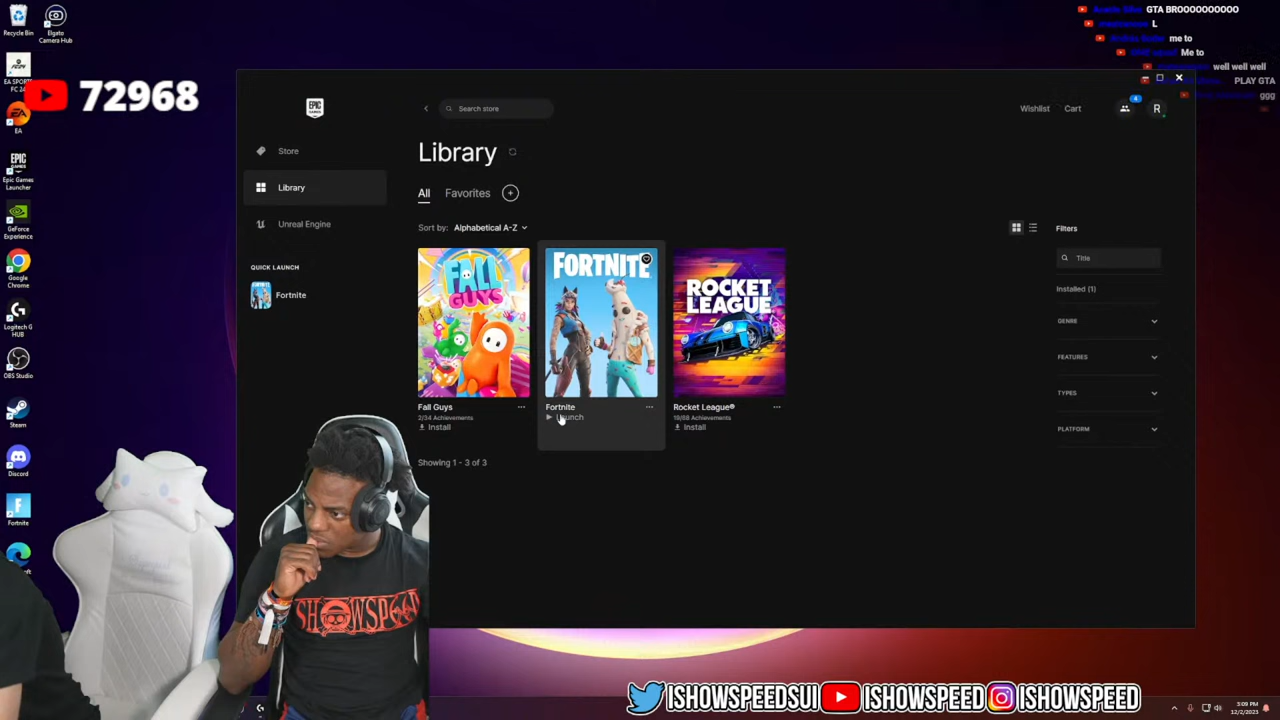 Recycle Bin
Elgato
Camera Hub
EA SPORTS
FC 24
72968
EA
Epic Games
Launcher
GeForce
Experience
Google
Chrome
Logitech G
HUB
OBS Studio
Steam
Discord
Fortnite
GTA BROOOOOOOOO
L
me to
Me to
well well well
PLAY GTA
ggg
EPIC
GAMES
Search store
Wishlist
Cart
4
R
Store
Library
Unreal Engine
QUICK LAUNCH
Fortnite
Library
All
Favorites
Sort by: Alphabetical A-Z
FALL
GUYS
FORTNITE
ROCKET
LEAGUE
Fall Guys
2/34 Achievements
Install
Fortnite
Launch
Rocket League®
19/88 Achievements
Install
Showing 1 - 3 of 3
Filters
Title
Installed (1)
GENRE
FEATURES
TYPES
PLATFORM
SHOWSPEED
ISHOWSPEEDSUI
ISHOWSPEED
ISHOWSPEED
5:09 PM
12/2/2023